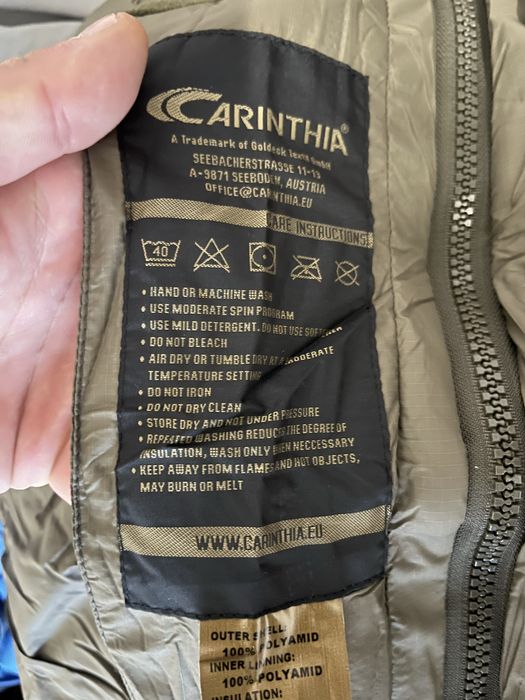 CARINTHIA®
A Trademark of Goldeck Textil GmbH
SEEBACHERSTRASSE 11-13
A-9871 SEEBODEN, AUSTRIA
OFFICE@CARINTHIA.EU
CARE INSTRUCTIONS:
40
• HAND OR MACHINE WASH
• USE MODERATE SPIN PROGRAM
• USE MILD DETERGENT. DO NOT USE SOFTENER
• DO NOT BLEACH
• AIR DRY OR TUMBLE DRY AT A MODERATE
TEMPERATURE SETTING
• DO NOT IRON
• DO NOT DRY CLEAN
• STORE DRY AND NOT UNDER PRESSURE
• REPEATED WASHING REDUCES THE DEGREE OF
INSULATION, WASH ONLY WHEN NECCESSARY
• KEEP AWAY FROM FLAMES AND HOT OBJECTS,
MAY BURN OR MELT
WWW.CARINTHIA.EU
OUTER SHELL:
100% POLYAMID
INNER LINNING:
100% POLYAMID
INSULATION: